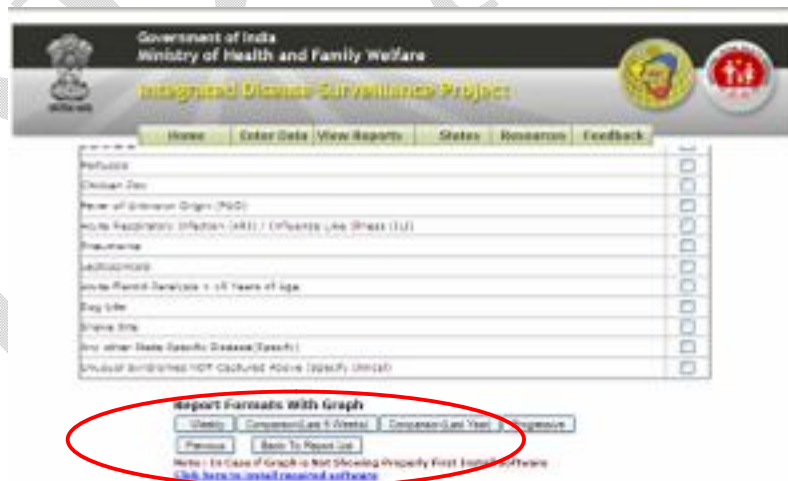 Government of India
Ministry of Health and Family Welfare
Integrated Disease Surveillance Project
Home Enter Data View Reports States Resources Feedback
Pertussis
Chicken Pox
Fever of Unknown Origin (PUO)
Acute Respiratory Infection (ARI) / Influenza Like Illness (ILI)
Pneumonia
Leptospirosis
Acute Flaccid Paralysis < 15 Years of Age
Dog bite
Snake bite
Any other State Specific Disease(Specify)
Unusual Syndromes NOT Captured Above (Specify clinical)
Report Formats With Graph
Weekly Comparison(Last 5 Weeks) Comparison(Last Year) Progressive
Previous Back To Report List
Note : In Case if Graph is Not Showing Properly First Install software
Click here to install required software